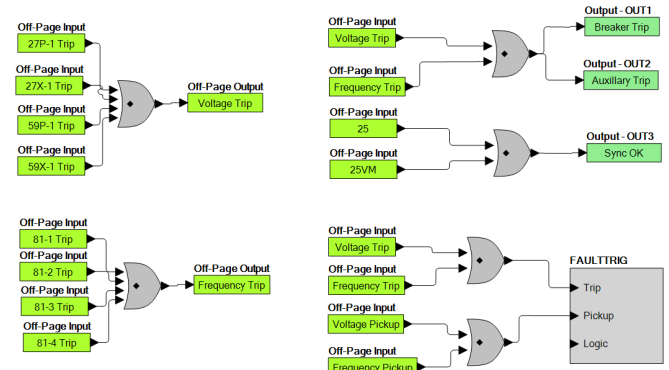 Off-Page Input
27P-1 Trip
Off-Page Input
27X-1 Trip
Off-Page Input
59P-1 Trip
Off-Page Input
59X-1 Trip
Off-Page Output
Voltage Trip
Off-Page Input
Voltage Trip
Off-Page Input
Frequency Trip
Output - OUT1
Breaker Trip
Output - OUT2
Auxillary Trip
Off-Page Input
25
Off-Page Input
25VM
Output - OUT3
Sync OK
Off-Page Input
81-1 Trip
Off-Page Input
81-2 Trip
Off-Page Input
81-3 Trip
Off-Page Input
81-4 Trip
Off-Page Output
Frequency Trip
Off-Page Input
Voltage Trip
Off-Page Input
Frequency Trip
Off-Page Input
Voltage Pickup
Off-Page Input
Frequency Pickup
FAULTTRIG
Trip
Pickup
Logic